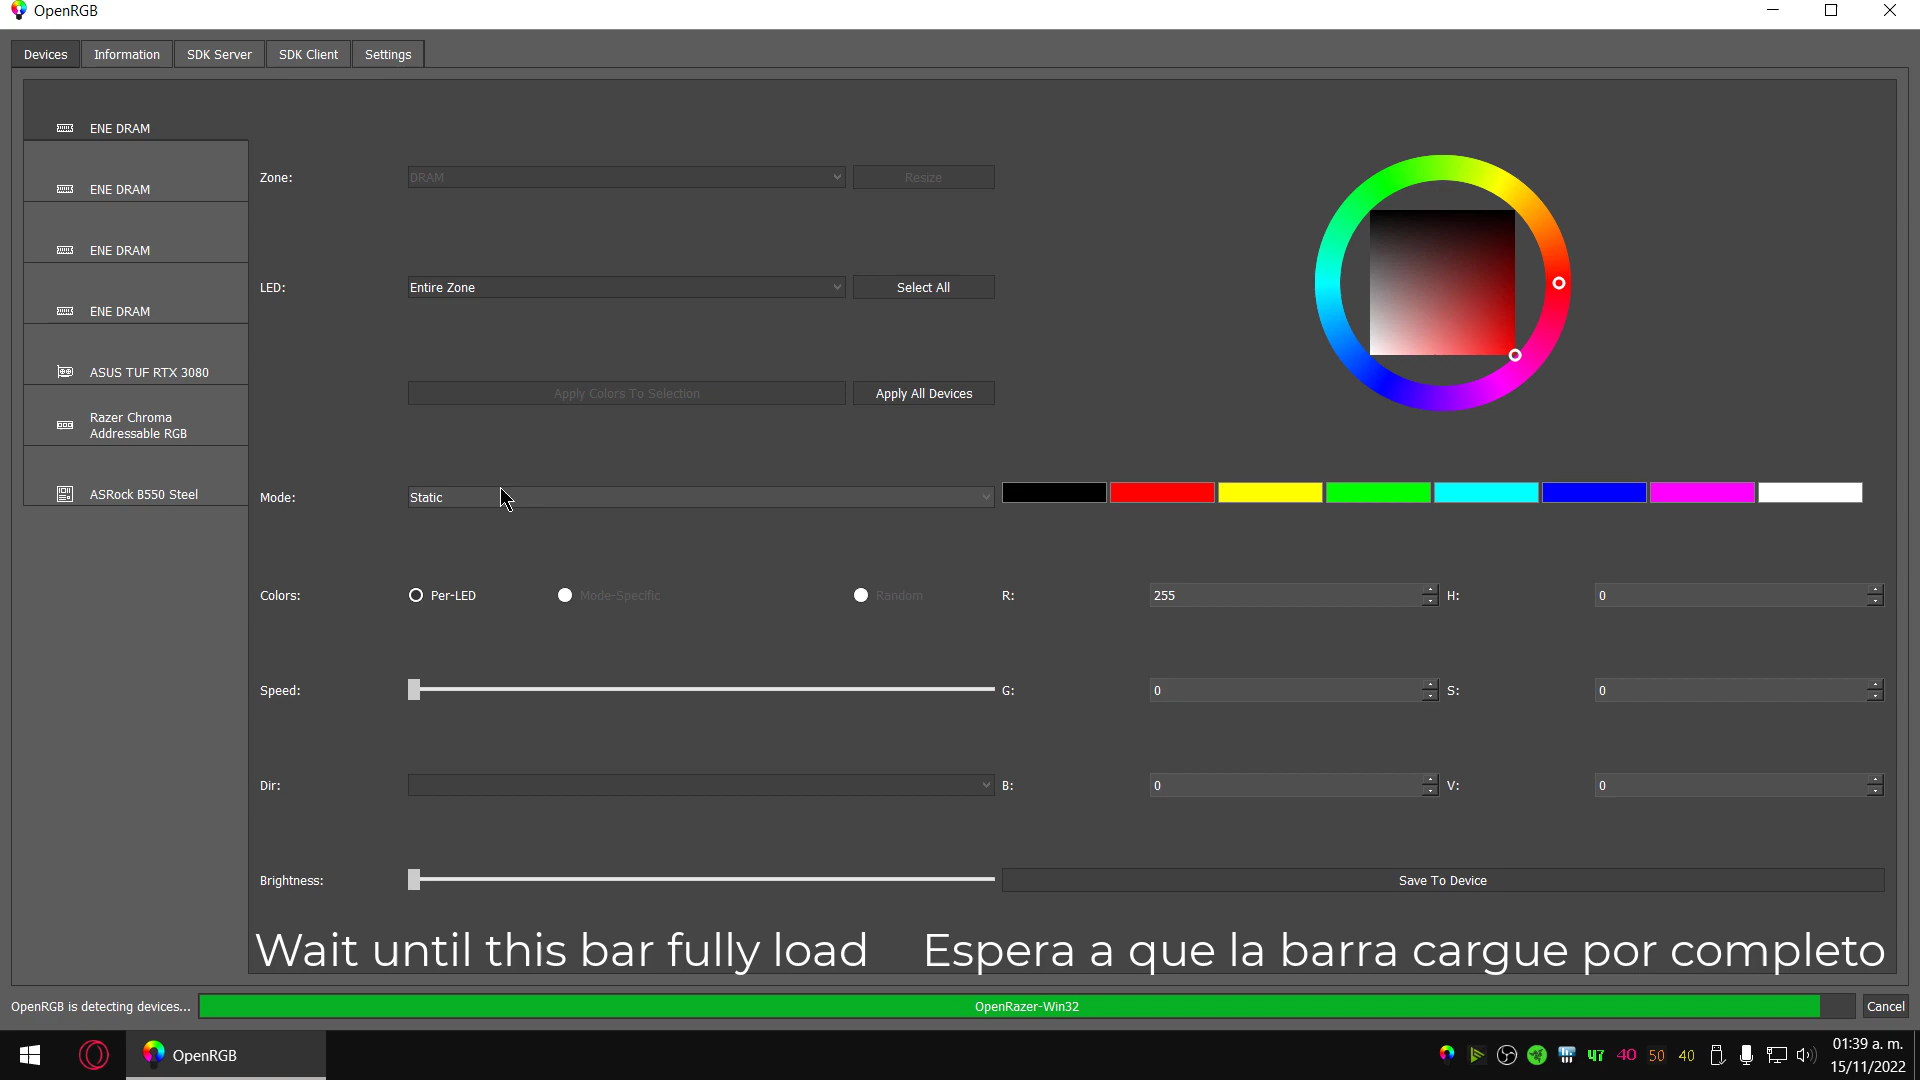 OpenRGB
Devices
Information
SDK Server
SDK Client
Settings
ENE DRAM
ENE DRAM
ENE DRAM
ENE DRAM
ASUS TUF RTX 3080
Razer Chroma
Addressable RGB
ASRock B550 Steel
Zone:
DRAM
Resize
LED:
Entire Zone
Select All
Apply Colors To Selection
Apply All Devices
Mode:
Static
Colors:
Per-LED
Mode-Specific
Random
R:
255
H:
0
Speed:
G:
0
S:
0
Dir:
B:
0
V:
0
Brightness:
Save To Device
Wait until this bar fully load
Espera a que la barra cargue por completo
OpenRGB is detecting devices...
OpenRazer-Win32
Cancel
OpenRGB
47
40
50
40
01:39 a. m.
15/11/2022